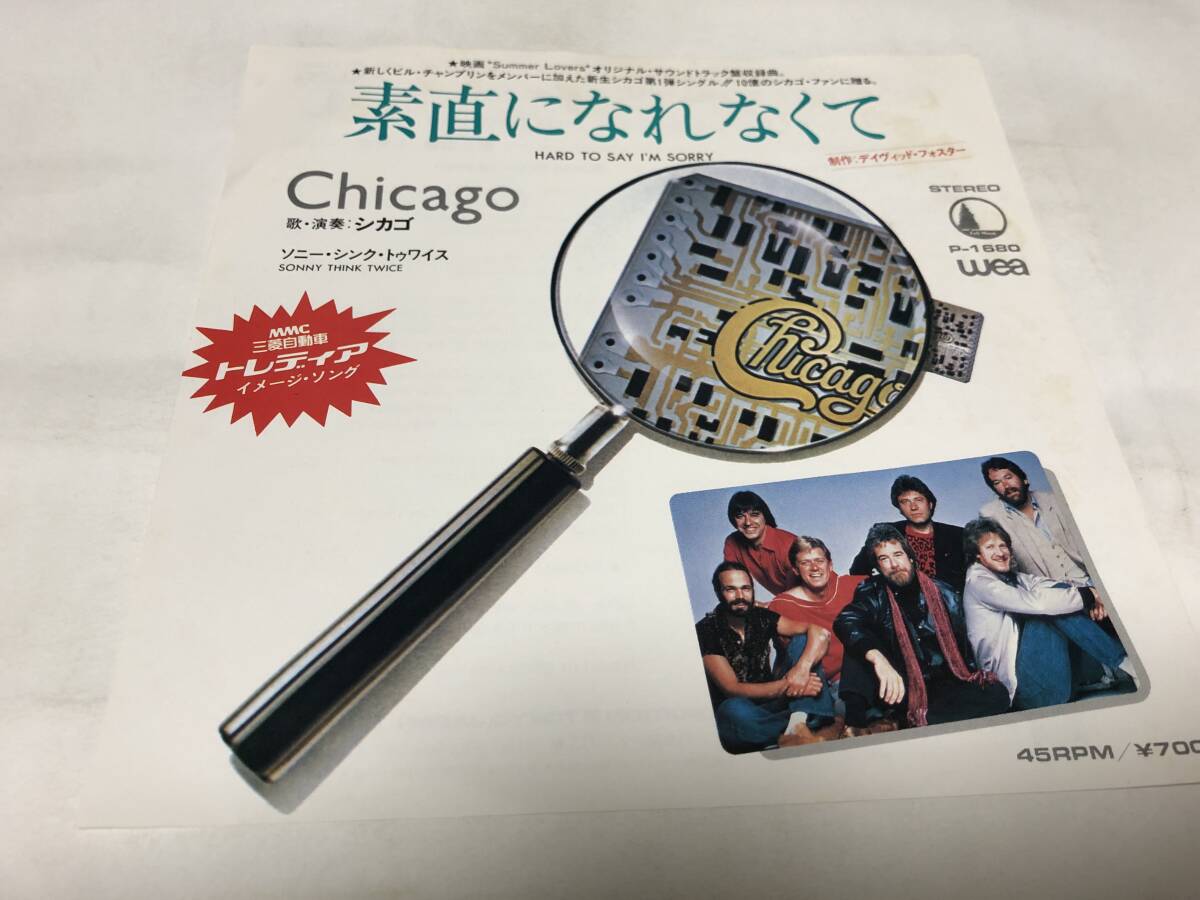 ★映画"Summer Lovers"オリジナル・サウンドトラック盤収録曲。
★新しくビル・チャンプリンをメンバーに加えた新生シカゴ第1弾シングル!! 10億のシカゴ・ファンに贈る。
素直になれなくて
HARD TO SAY I'M SORRY
制作:デイヴィッド・フォスター
Chicago
歌・演奏:シカゴ
ソニー・シンク・トゥワイス
SONNY THINK TWICE
STEREO
Full Moon
P-1680
wea
MMC
三菱自動車
トレディア
イメージ・ソング
Chicago
45RPM/¥700